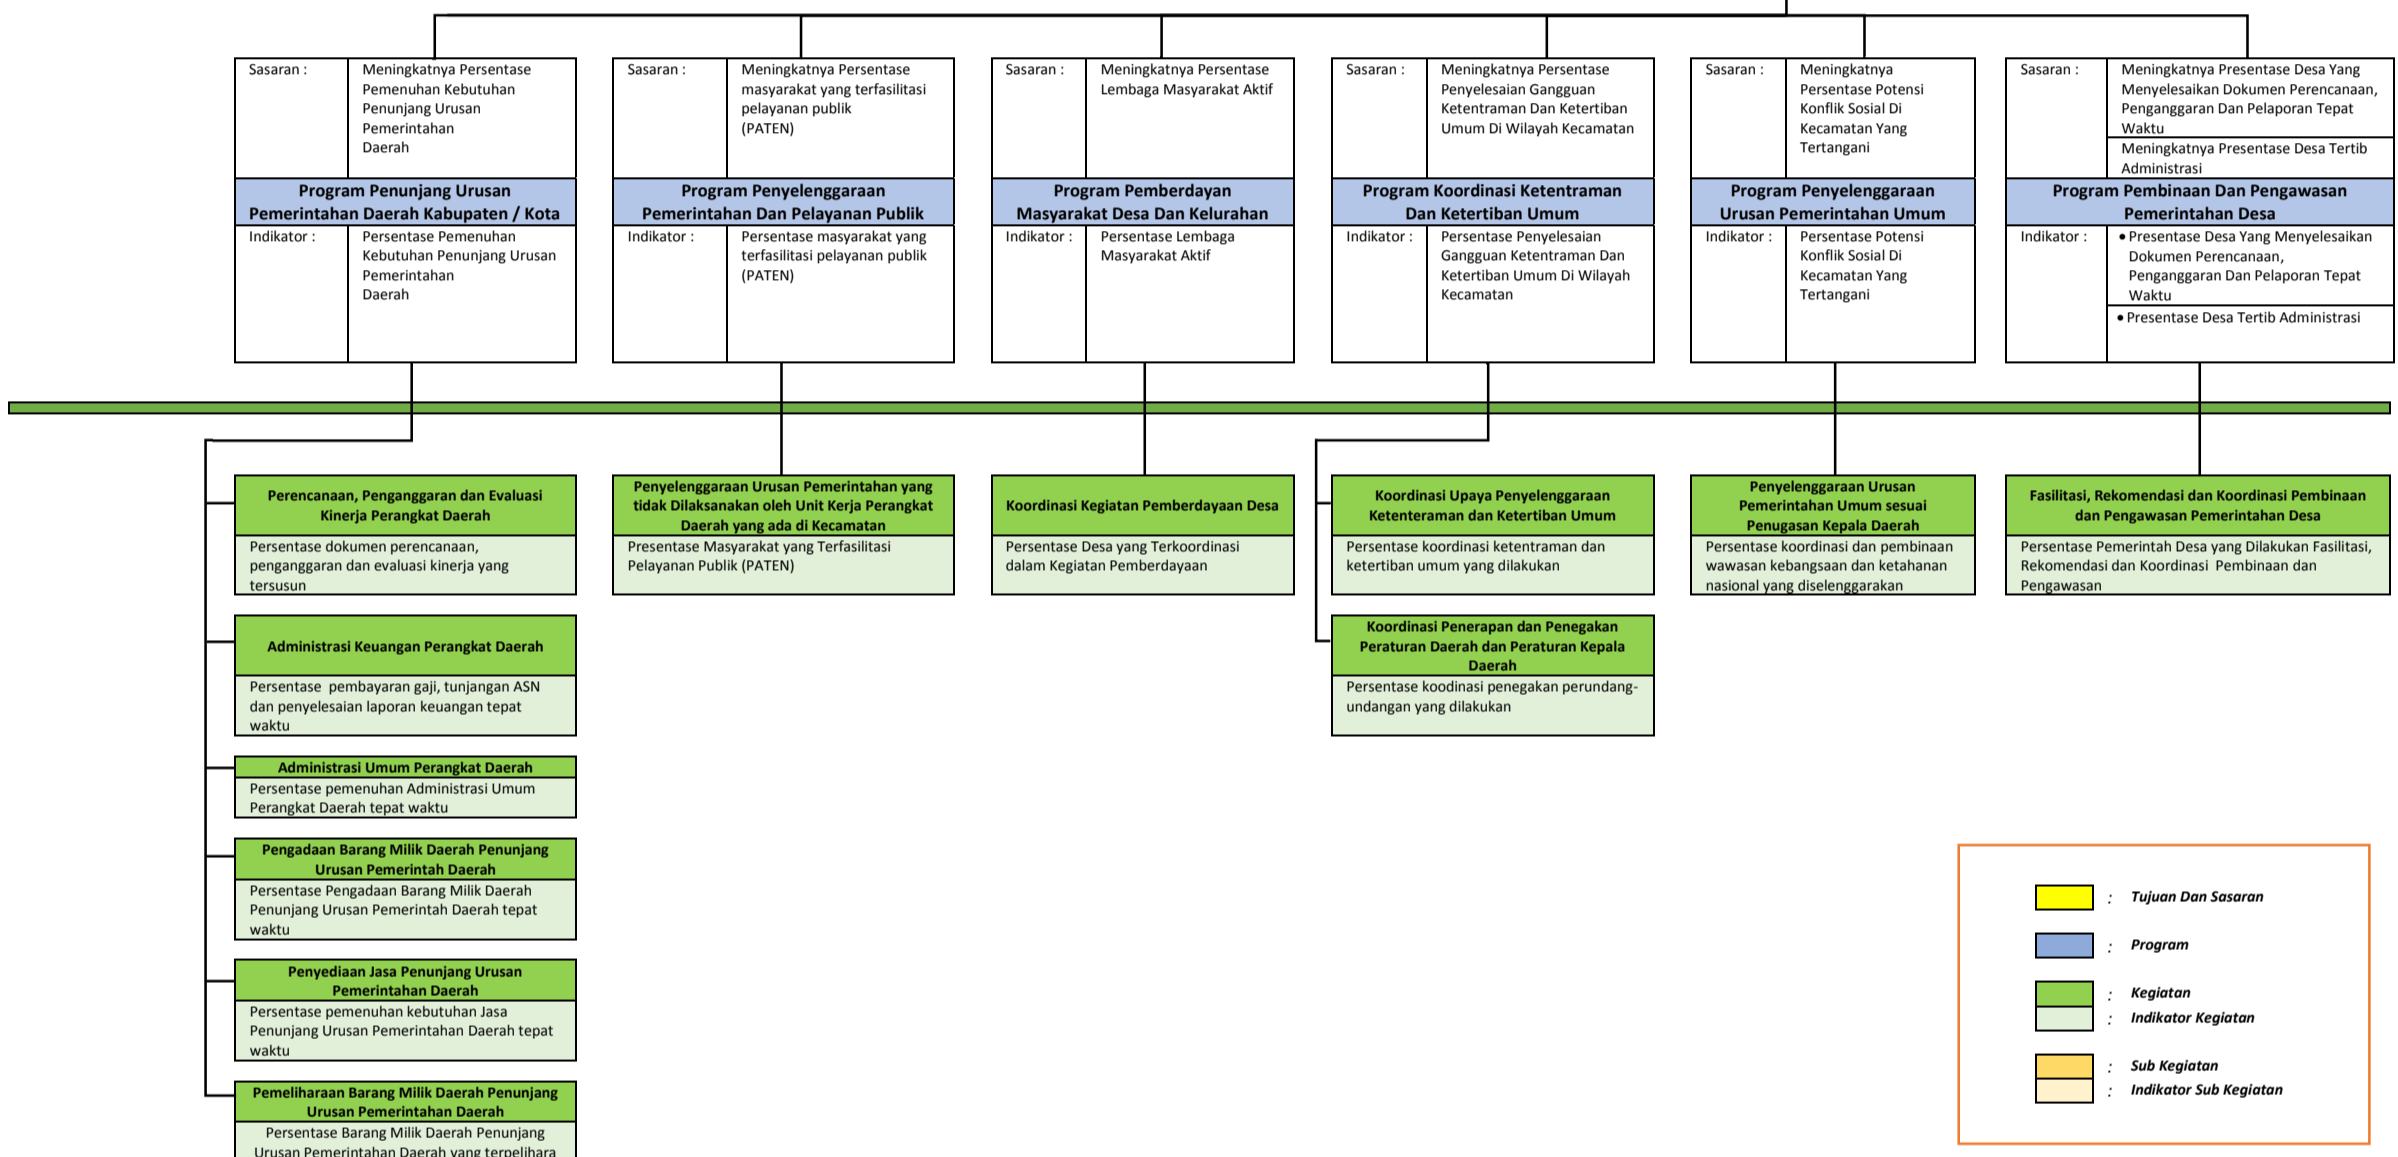 Sasaran :
Meningkatnya Persentase
Pemenuhan Kebutuhan
Penunjang Urusan
Pemerintahan
Daerah
Program Penunjang Urusan
Pemerintahan Daerah Kabupaten / Kota
Indikator :
Persentase Pemenuhan
Kebutuhan Penunjang Urusan
Pemerintahan
Daerah
Sasaran :
Meningkatnya Persentase
masyarakat yang terfasilitasi
pelayanan publik
(PATEN)
Program Penyelenggaraan
Pemerintahan Dan Pelayanan Publik
Indikator :
Persentase masyarakat yang
terfasilitasi pelayanan publik
(PATEN)
Sasaran :
Meningkatnya Persentase
Lembaga Masyarakat Aktif
Program Pemberdayan
Masyarakat Desa Dan Kelurahan
Indikator :
Persentase Lembaga
Masyarakat Aktif
Sasaran :
Meningkatnya Persentase
Penyelesaian Gangguan
Ketentraman Dan Ketertiban
Umum Di Wilayah Kecamatan
Program Koordinasi Ketentraman
Dan Ketertiban Umum
Indikator :
Persentase Penyelesaian
Gangguan Ketentraman Dan
Ketertiban Umum Di Wilayah
Kecamatan
Sasaran :
Meningkatnya
Persentase Potensi
Konflik Sosial Di
Kecamatan Yang
Tertangani
Program Penyelenggaraan
Urusan Pemerintahan Umum
Indikator :
Persentase Potensi
Konflik Sosial Di
Kecamatan Yang
Tertangani
Sasaran :
Meningkatnya Presentase Desa Yang
Menyelesaikan Dokumen Perencanaan,
Penganggaran Dan Pelaporan Tepat
Waktu
Meningkatnya Presentase Desa Tertib
Administrasi
Program Pembinaan Dan Pengawasan
Pemerintahan Desa
Indikator :
• Presentase Desa Yang Menyelesaikan
Dokumen Perencanaan,
Penganggaran Dan Pelaporan Tepat
Waktu
• Presentase Desa Tertib Administrasi
Perencanaan, Penganggaran dan Evaluasi
Kinerja Perangkat Daerah
Persentase dokumen perencanaan,
penganggaran dan evaluasi kinerja yang
tersusun
Administrasi Keuangan Perangkat Daerah
Persentase pembayaran gaji, tunjangan ASN
dan penyelesaian laporan keuangan tepat
waktu
Administrasi Umum Perangkat Daerah
Persentase pemenuhan Administrasi Umum
Perangkat Daerah tepat waktu
Pengadaan Barang Milik Daerah Penunjang
Urusan Pemerintah Daerah
Persentase Pengadaan Barang Milik Daerah
Penunjang Urusan Pemerintah Daerah tepat
waktu
Penyediaan Jasa Penunjang Urusan
Pemerintahan Daerah
Persentase pemenuhan kebutuhan Jasa
Penunjang Urusan Pemerintahan Daerah tepat
waktu
Pemeliharaan Barang Milik Daerah Penunjang
Urusan Pemerintahan Daerah
Persentase Barang Milik Daerah Penunjang
Urusan Pemerintahan Daerah yang terpelihara
Penyelenggaraan Urusan Pemerintahan yang
tidak Dilaksanakan oleh Unit Kerja Perangkat
Daerah yang ada di Kecamatan
Presentase Masyarakat yang Terfasilitasi
Pelayanan Publik (PATEN)
Koordinasi Kegiatan Pemberdayaan Desa
Persentase Desa yang Terkoordinasi
dalam Kegiatan Pemberdayaan
Koordinasi Upaya Penyelenggaraan
Ketenteraman dan Ketertiban Umum
Persentase koordinasi ketentraman dan
ketertiban umum yang dilakukan
Koordinasi Penerapan dan Penegakan
Peraturan Daerah dan Peraturan Kepala
Daerah
Persentase koodinasi penegakan perundang-
undangan yang dilakukan
Penyelenggaraan Urusan
Pemerintahan Umum sesuai
Penugasan Kepala Daerah
Persentase koordinasi dan pembinaan
wawasan kebangsaan dan ketahanan
nasional yang diselenggarakan
Fasilitasi, Rekomendasi dan Koordinasi Pembinaan
dan Pengawasan Pemerintahan Desa
Persentase Pemerintah Desa yang Dilakukan Fasilitasi,
Rekomendasi dan Koordinasi Pembinaan dan
Pengawasan
: Tujuan Dan Sasaran
: Program
: Kegiatan
: Indikator Kegiatan
: Sub Kegiatan
: Indikator Sub Kegiatan